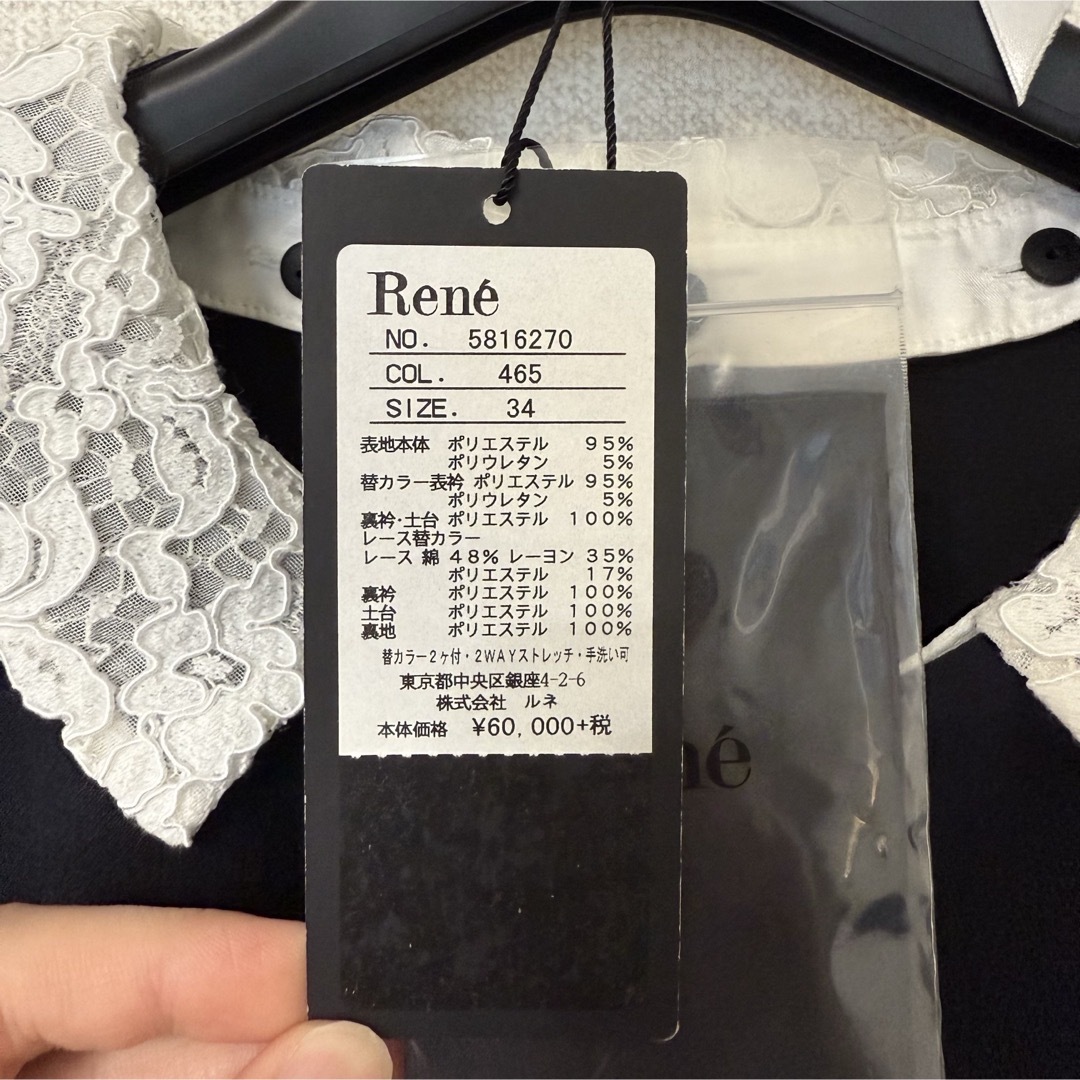 René
NO. 5816270
COL. 465
SIZE. 34
表地本体 ポリエステル 95%
ポリウレタン 5%
替カラー表衿 ポリエステル 95%
ポリウレタン 5%
裏衿・土台 ポリエステル 100%
レース替カラー
レース 綿 48% レーヨン 35%
ポリエステル 17%
裏衿 ポリエステル 100%
土台 ポリエステル 100%
裏地 ポリエステル 100%
替カラー2ヶ付・2WAYストレッチ・手洗い可
東京都中央区銀座4-2-6
株式会社 ルネ
本体価格 ¥60,000+税
né